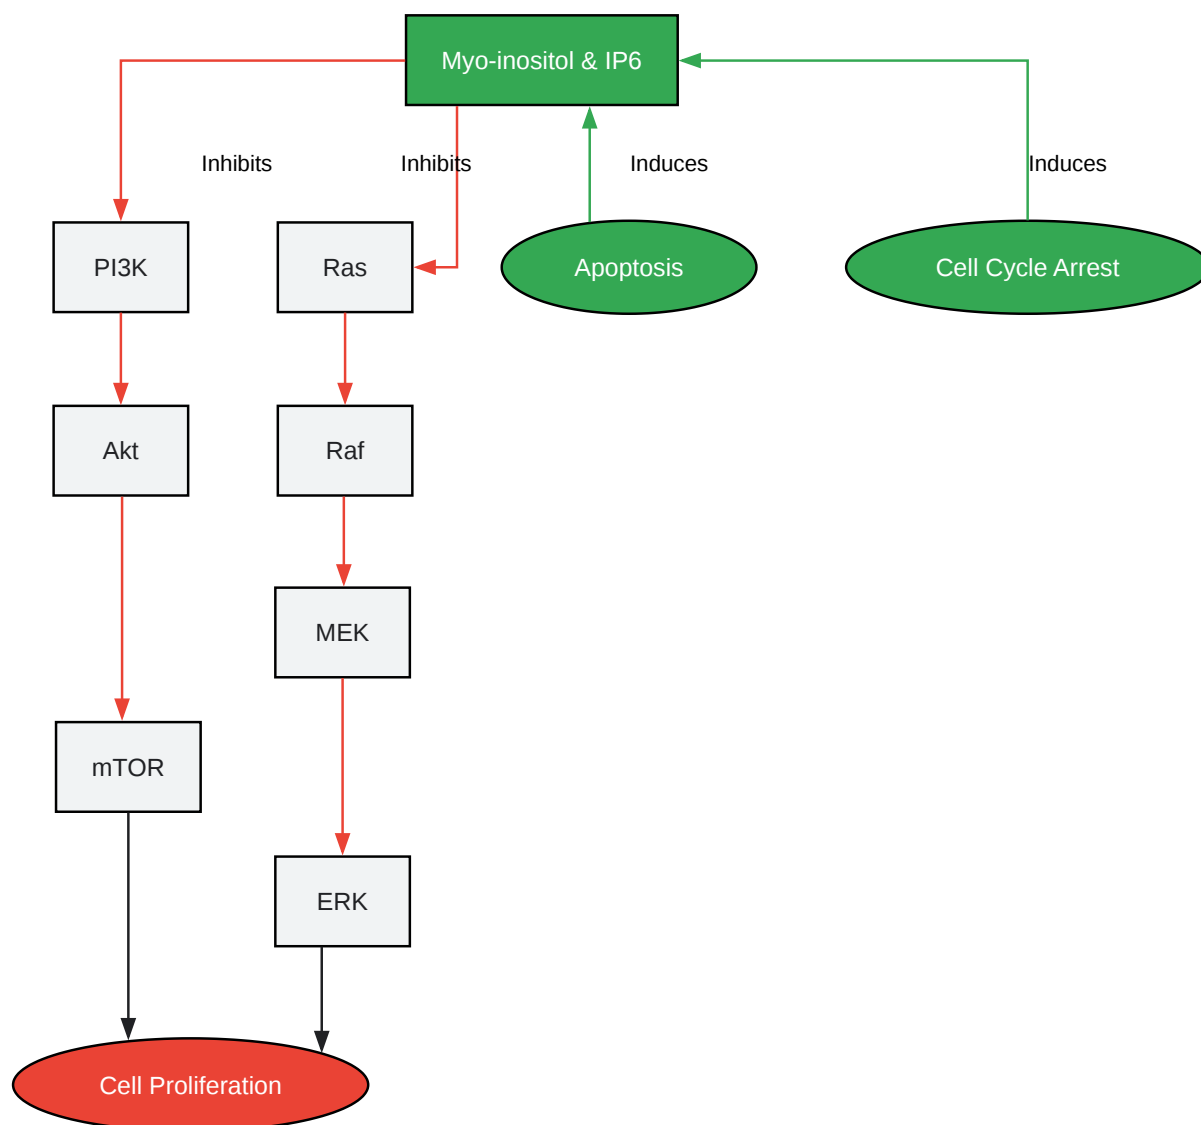 Myo-inositol & IP6
Inhibits
Inhibits
Induces
Induces
PI3K
Ras
Apoptosis
Cell Cycle Arrest
Akt
Raf
MEK
mTOR
ERK
Cell Proliferation